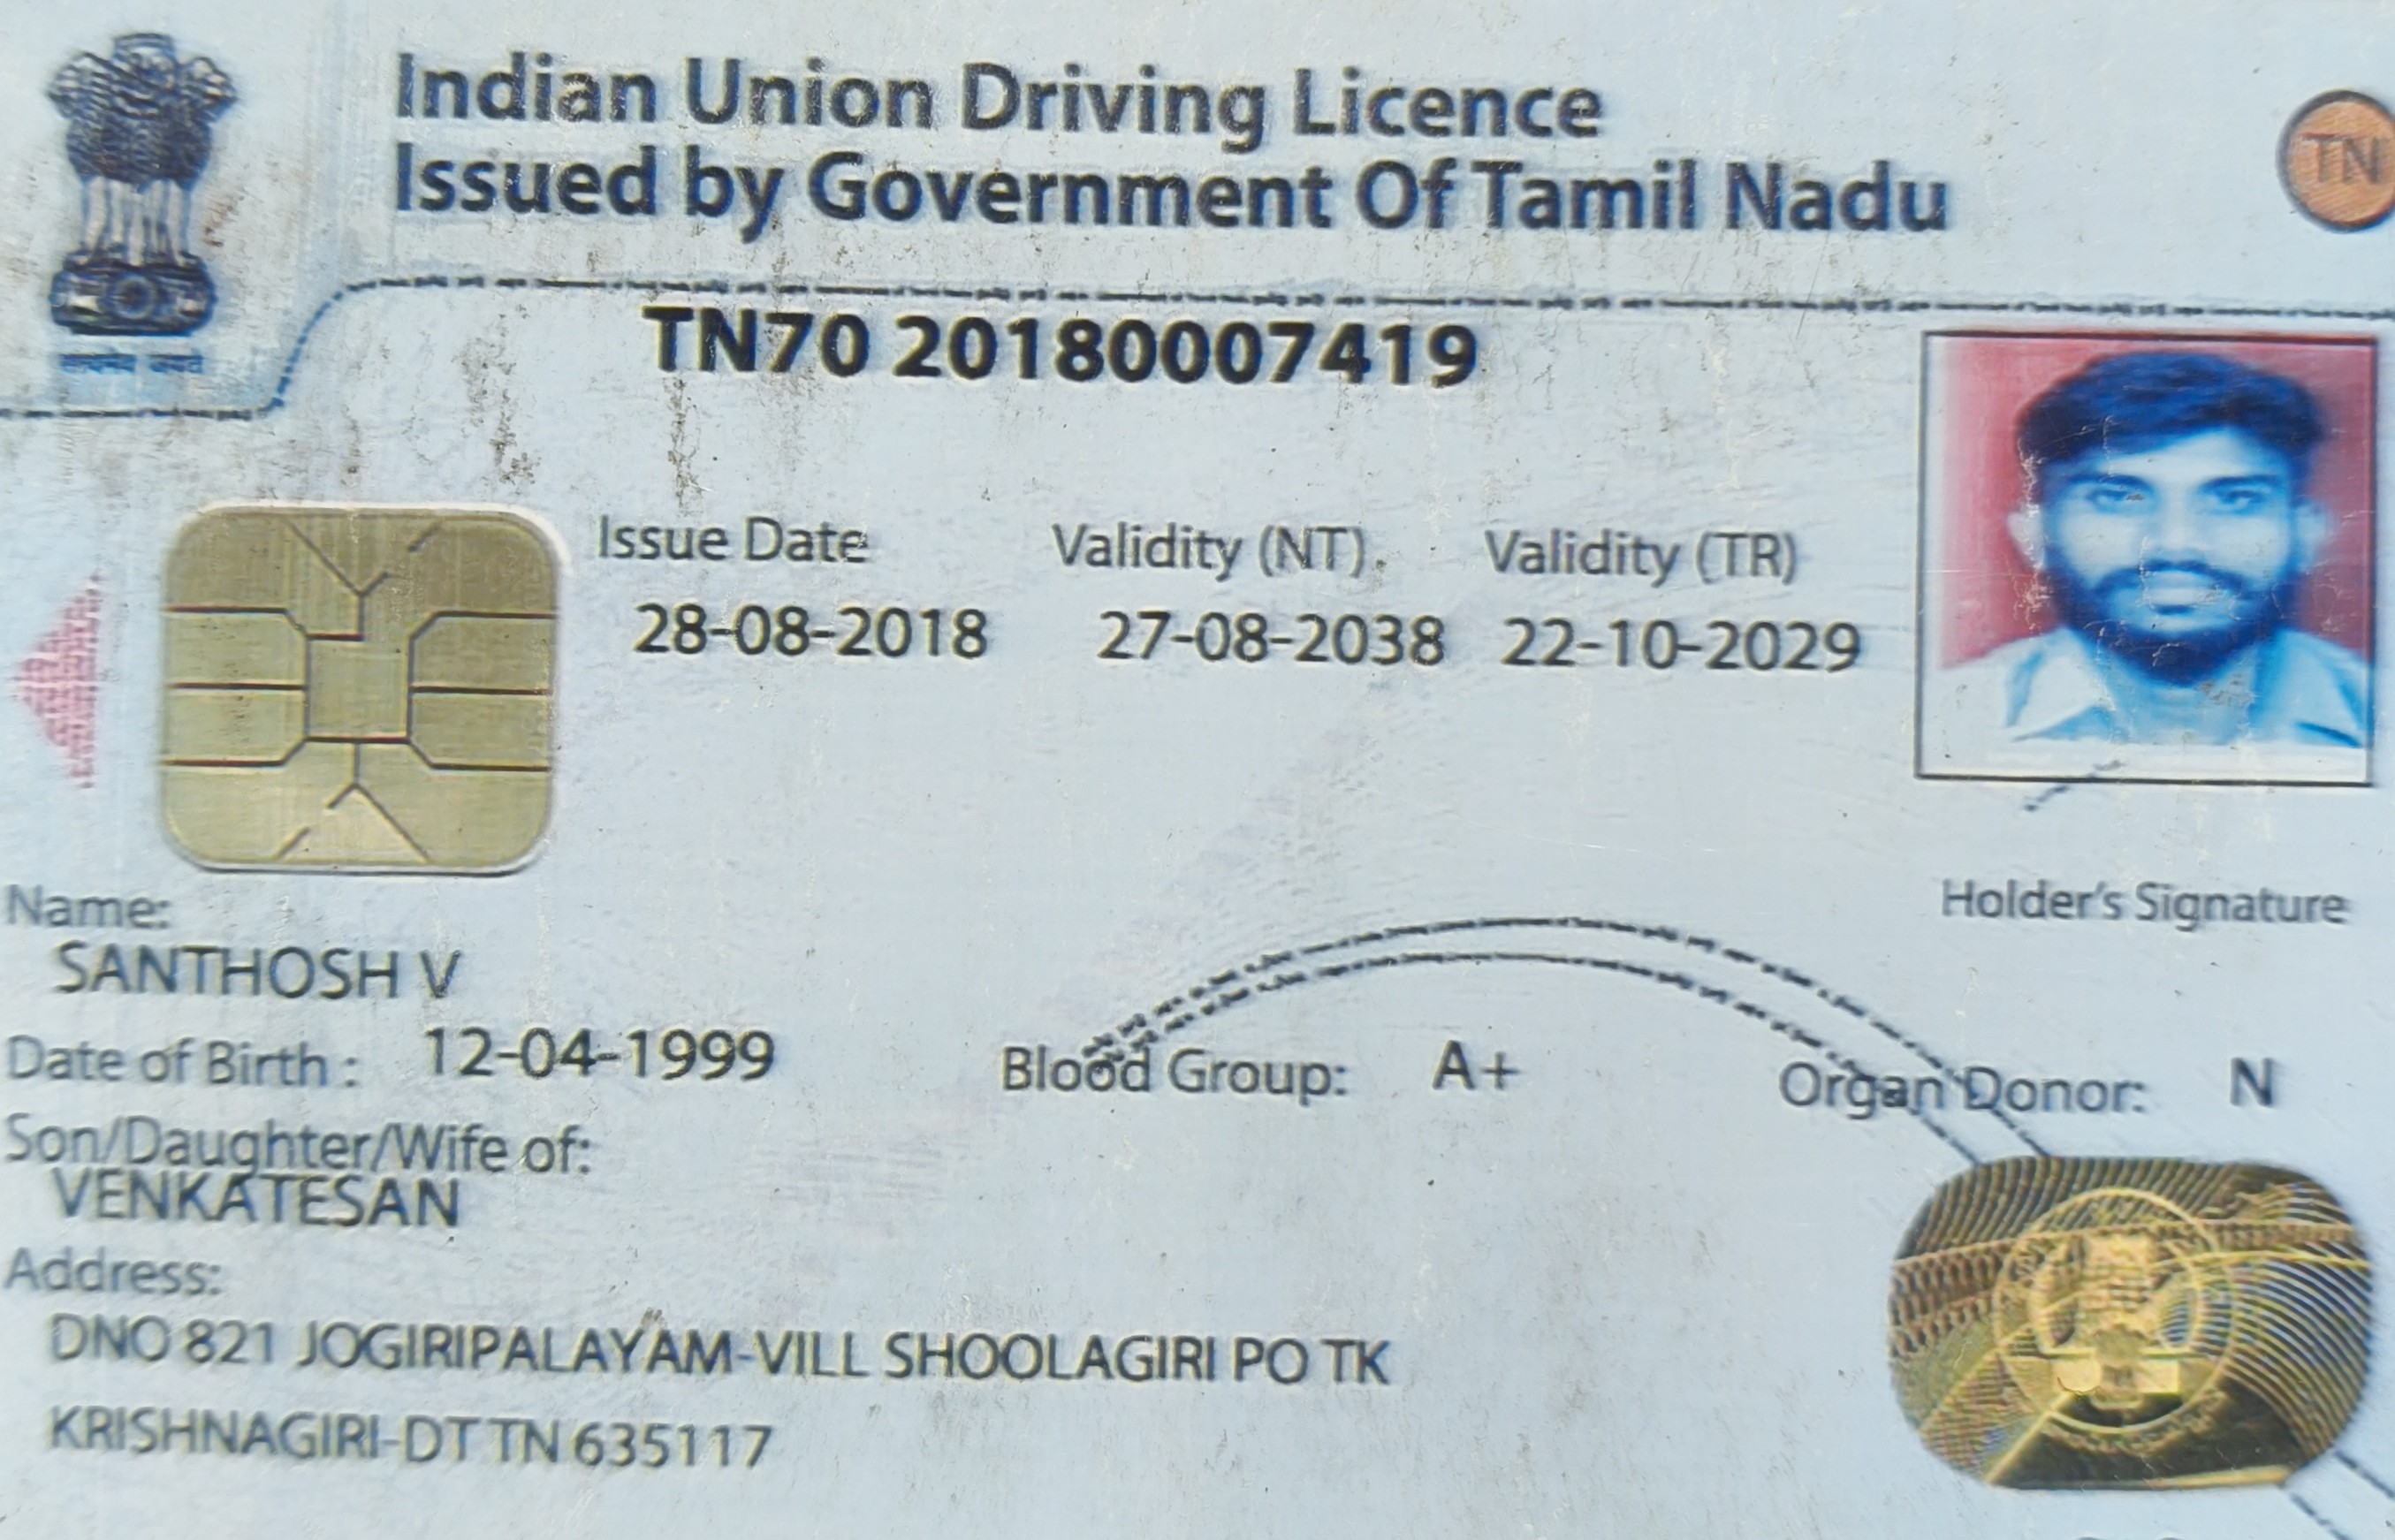 Indian Union Driving Licence
Issued by Government Of Tamil Nadu
TN
सत्यमेव जयते
TN70 20180007419
Issue Date Validity (NT) Validity (TR)
28-08-2018 27-08-2038 22-10-2029
Holder's Signature
Name:
SANTHOSH V
Date of Birth : 12-04-1999 Blood Group: A+ Organ Donor: N
Son/Daughter/Wife of:
VENKATESAN
Address:
DNO 821 JOGIRIPALAYAM-VILL SHOOLAGIRI PO TK
KRISHNAGIRI-DT TN 635117